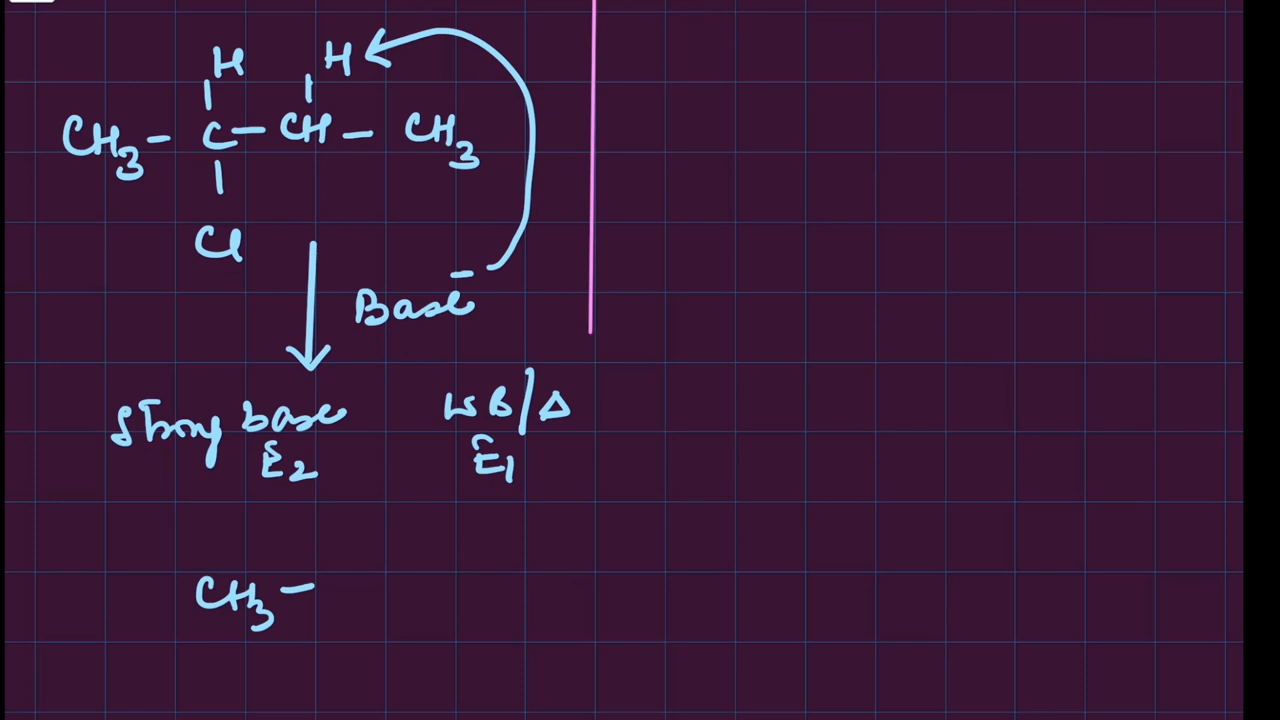 H H
CH3 - C - CH - CH3
Cl
Base -
Strong base WB/Δ
E2 E1
CH3 -